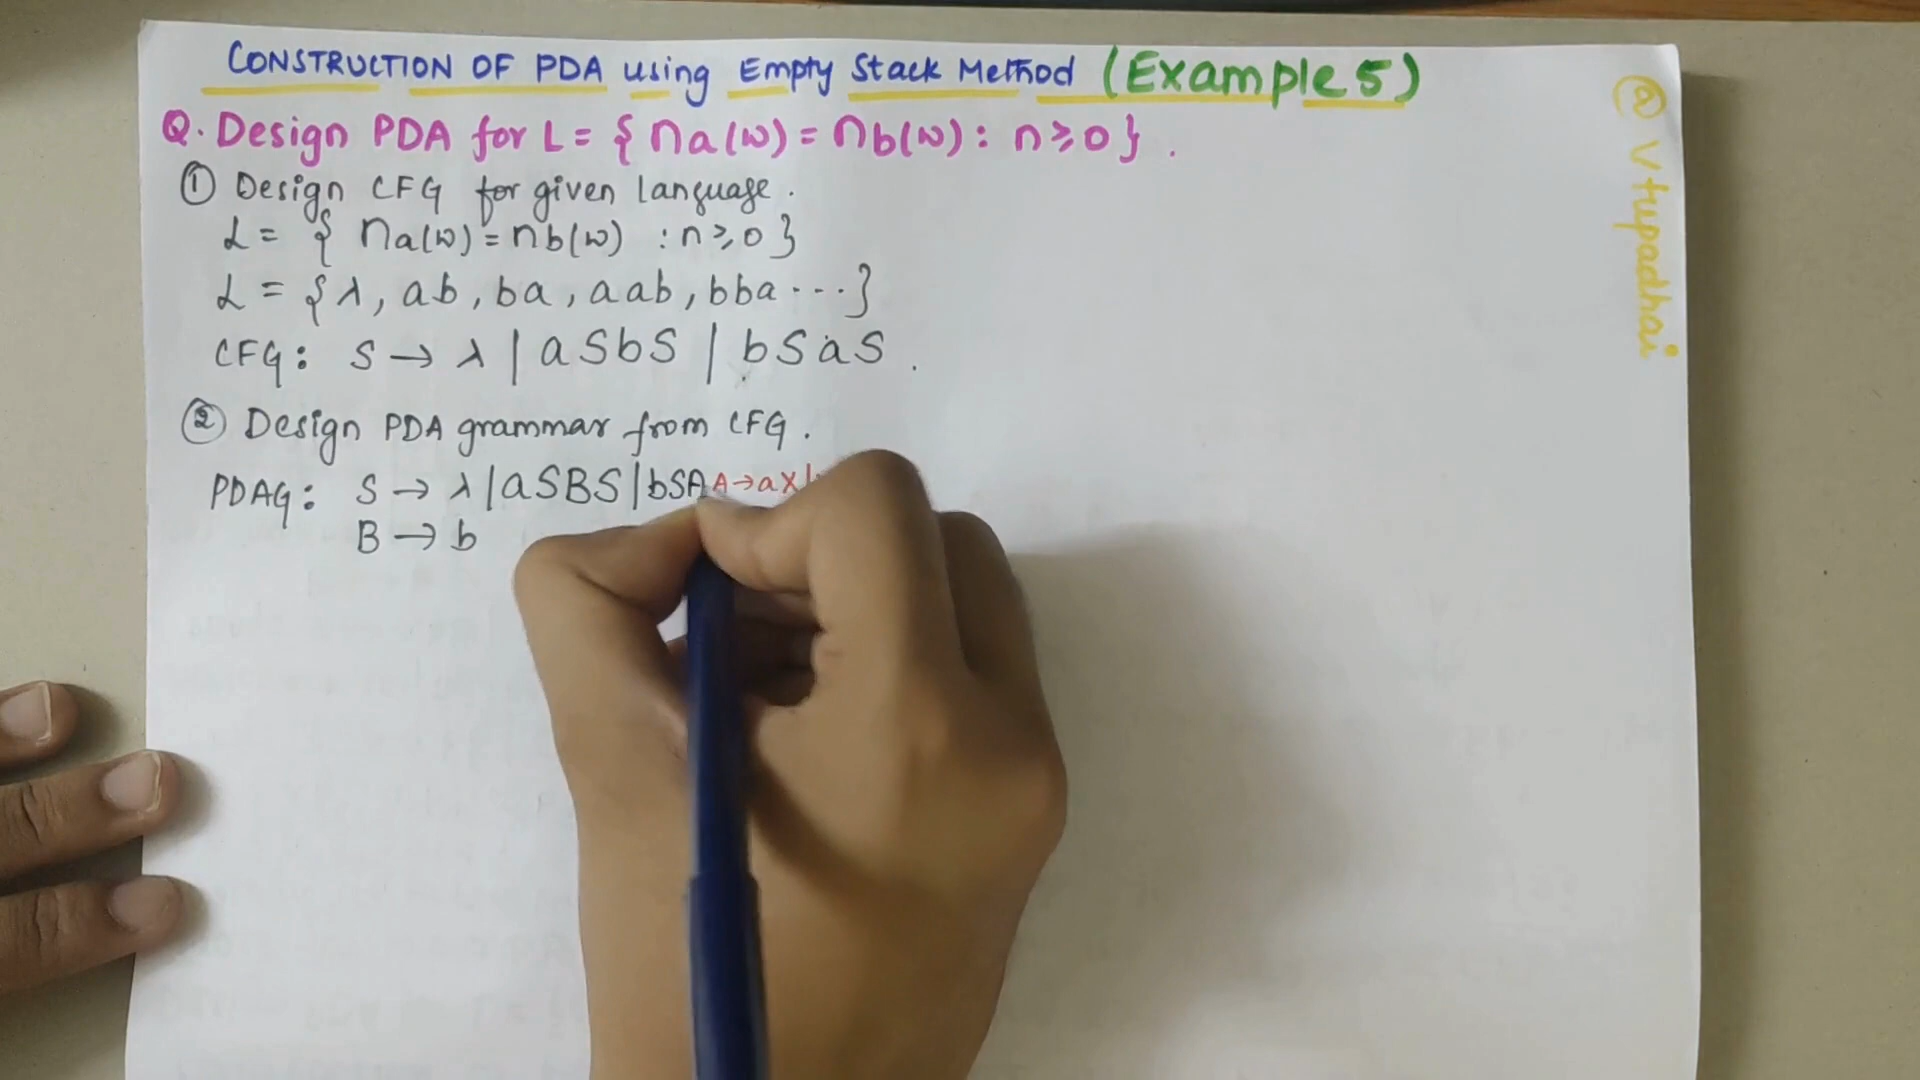 CONSTRUCTION OF PDA using Empty Stack Method (Example 5)
Q. Design PDA for L = { na(w) = nb(w) : n ≥ 0 } .
① Design CFG for given language .
L = { na(w) = nb(w) : n ≥ 0 }
L = { λ , ab , ba , aab , bba ... }
CFG : S → λ | aSbS | bSaS .
② Design PDA grammar from CFG .
PDAG : S → λ | aSBS | bSA A → aX |
B → b
@ Vtupadhai